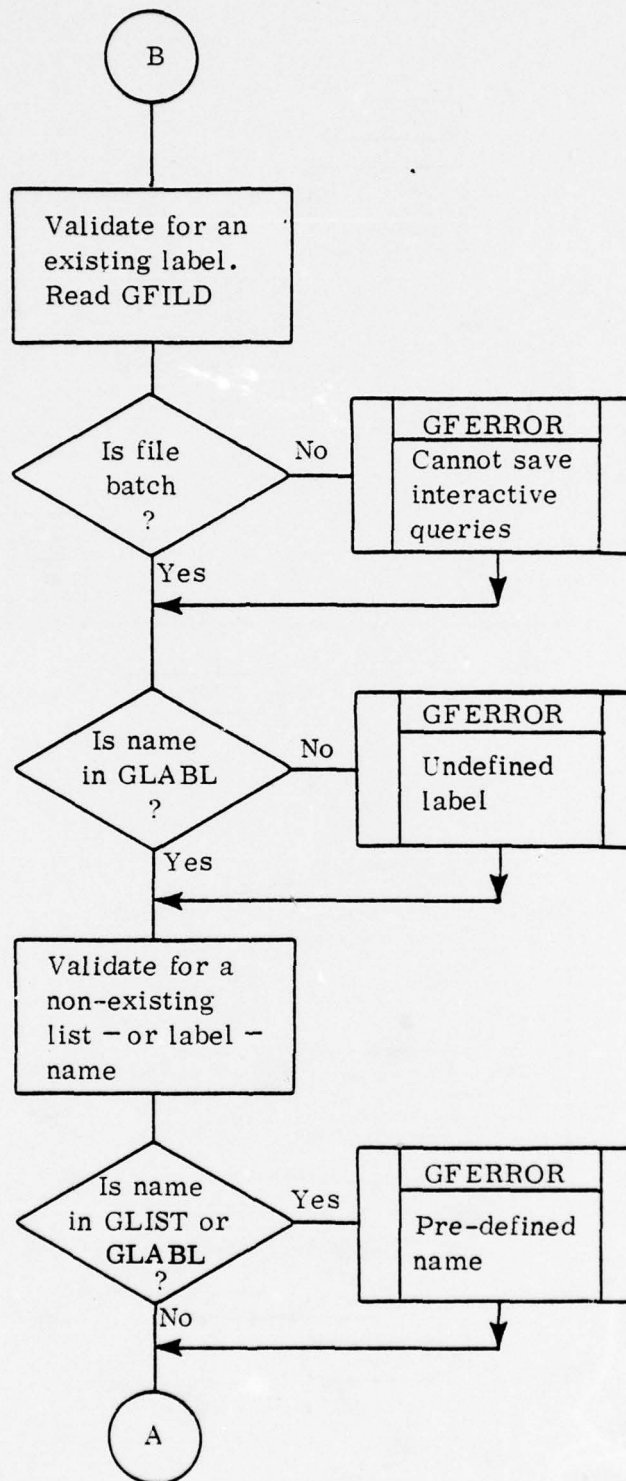 B
Validate for an
existing label.
Read GFILD
Is file
batch
?
No
GFERROR
Cannot save
interactive
queries
Yes
Is name
in GLABL
?
No
GFERROR
Undefined
label
Yes
Validate for a
non-existing
list - or label -
name
Is name
in GLIST or
GLABL
?
Yes
GFERROR
Pre-defined
name
No
A